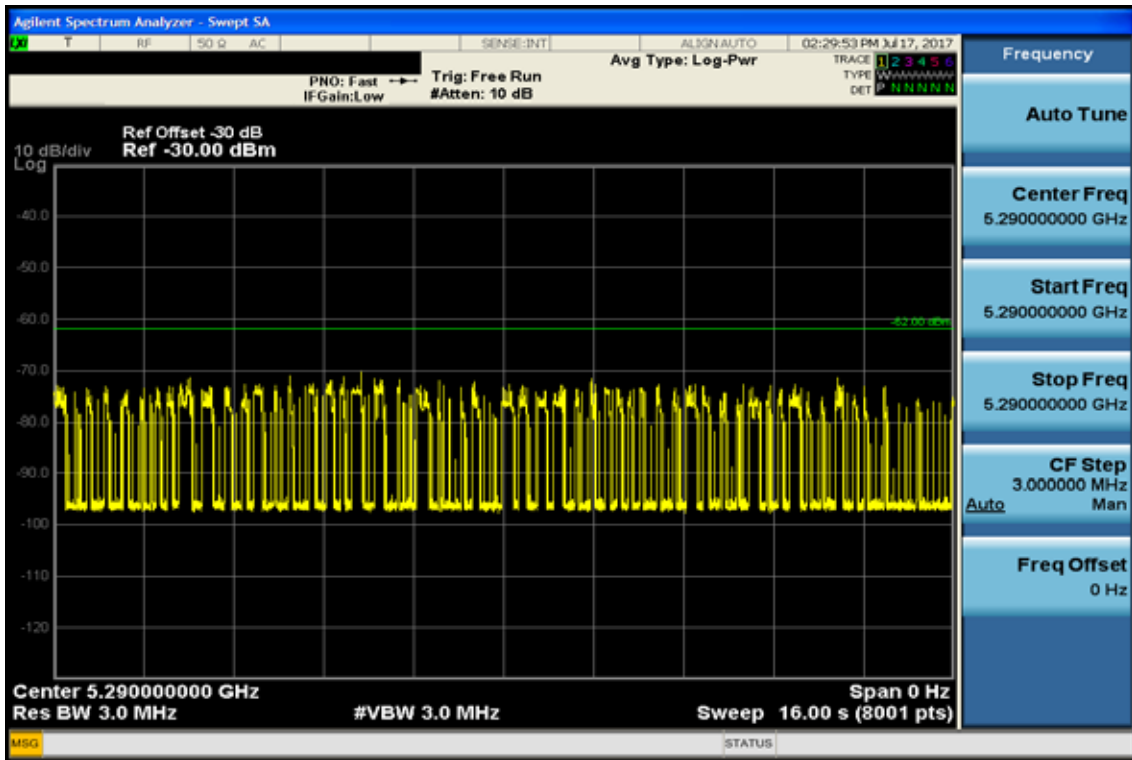 Agilent Spectrum Analyzer - Swept SA
LXI T RF 50 Ω AC SENSE:INT ALIGN AUTO 02:29:53 PM Jul 17, 2017
Avg Type: Log-Pwr
TRACE 1 2 3 4 5 6
PNO: Fast Trig: Free Run
TYPE
IFGain:Low #Atten: 10 dB
DET P N N N N N
Ref Offset -30 dB
10 dB/div Ref -30.00 dBm
Log
-40.0
-50.0
-60.0
-62.00 dBm
-70.0
-80.0
-90.0
-100
-110
-120
Center 5.290000000 GHz Span 0 Hz
Res BW 3.0 MHz #VBW 3.0 MHz Sweep 16.00 s (8001 pts)
MSG STATUS
Frequency
Auto Tune
Center Freq
5.290000000 GHz
Start Freq
5.290000000 GHz
Stop Freq
5.290000000 GHz
CF Step
3.000000 MHz
Auto Man
Freq Offset
0 Hz